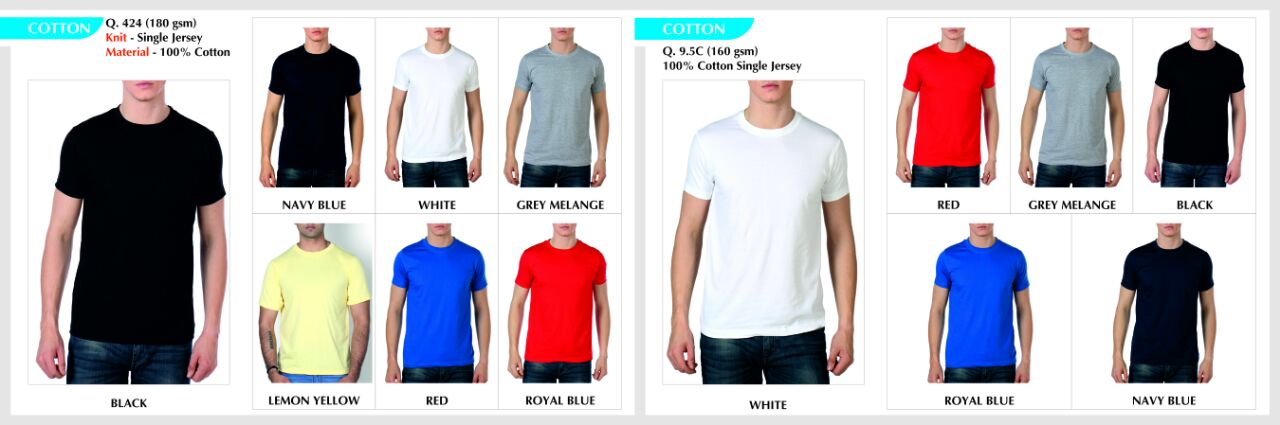 COTTON
Q. 424 (180 gsm)
Knit - Single Jersey
Material - 100% Cotton
BLACK
NAVY BLUE
WHITE
GREY MELANGE
LEMON YELLOW
RED
ROYAL BLUE
COTTON
Q. 9.5C (160 gsm)
100% Cotton Single Jersey
WHITE
RED
GREY MELANGE
BLACK
ROYAL BLUE
NAVY BLUE